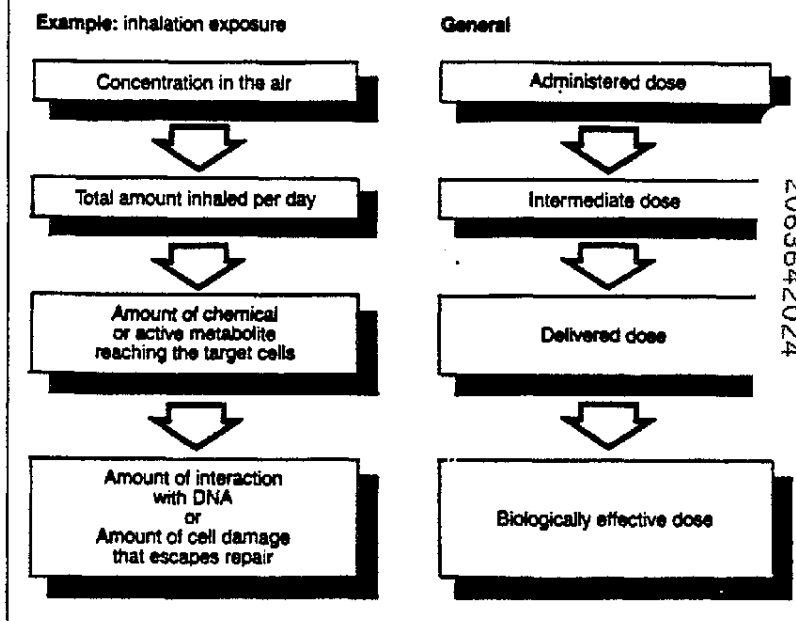 Example: inhalation exposure
General
Concentration in the air
Administered dose
Total amount inhaled per day
Intermediate dose
Amount of chemical
or active metabolite
reaching the target cells
Delivered dose
Amount of interaction
with DNA
or
Amount of cell damage
that escapes repair
Biologically effective dose
2063642024